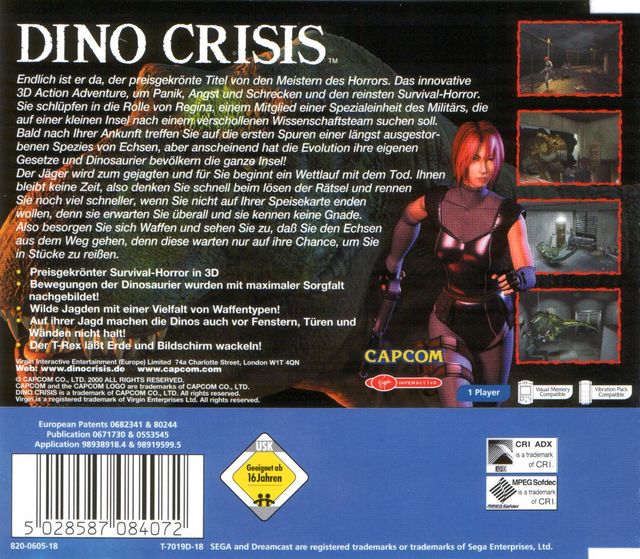 DINO CRISIS™
Endlich ist er da, der preisgekrönte Titel von den Meistern des Horrors. Das innovative
3D Action Adventure, um Panik, Angst und Schrecken und den reinsten Survival-Horror.
Sie schlüpfen in die Rolle von Regina, einem Mitglied einer Spezialeinheit des Militärs, die
auf einer kleinen Insel nach einem verschollenen Wissenschaftsteam suchen soll.
Bald nach Ihrer Ankunft treffen Sie auf die ersten Spuren einer längst ausgestor-
benen Spezies von Echsen, aber anscheinend hat die Evolution ihre eigenen
Gesetze und Dinosaurier bevölkern die ganze Insel!
Der Jäger wird zum gejagten und für Sie beginnt ein Wettlauf mit dem Tod. Ihnen
bleibt keine Zeit, also denken Sie schnell beim lösen der Rätsel und rennen
Sie noch viel schneller, wenn Sie nicht auf Ihrer Speisekarte enden
wollen, denn sie erwarten Sie überall und sie kennen keine Gnade.
Also besorgen Sie sich Waffen und sehen Sie zu, daß Sie den Echsen
aus dem Weg gehen, denn diese warten nur auf ihre Chance, um Sie
in Stücke zu reißen.
Preisgekrönter Survival-Horror in 3D
Bewegungen der Dinosaurier wurden mit maximaler Sorgfalt
nachgebildet!
Wilde Jagden mit einer Vielfalt von Waffentypen!
Auf ihrer Jagd machen die Dinos auch vor Fenstern, Türen und
Wänden nicht halt!
Der T-Rex läßt Erde und Bildschirm wackeln!
Virgin Interactive Entertainment (Europe) Limited 74a Charlotte Street, London W1T 4QN
Web: www.dinocrisis.de www.capcom.com
© CAPCOM CO., LTD. 2000 ALL RIGHTS RESERVED.
CAPCOM and the CAPCOM LOGO are trademarks of CAPCOM CO., LTD.
DINO CRISIS is a trademark of CAPCOM CO., LTD. All rights reserved.
Virgin is a registered trademark of Virgin Enterprises Ltd. All rights reserved.
CAPCOM
Virgin INTERactive
1 Player
Visual Memory
Compatible
Vibration Pack
Compatible
European Patents 0682341 & 80244
Publication 0671730 & 0553545
Application 98938918.4 & 98919599.5
5 028587 084072
USK
Geeignet ab
16 Jahren
CRI ADX
is a trademark
of CRI.
ADX
MPEG Sofdec
is a trademark
of CRI.
MPEG Sofdec
820-0605-18
T-7019D-18 SEGA and Dreamcast are registered trademarks or trademarks of Sega Enterprises, Ltd.